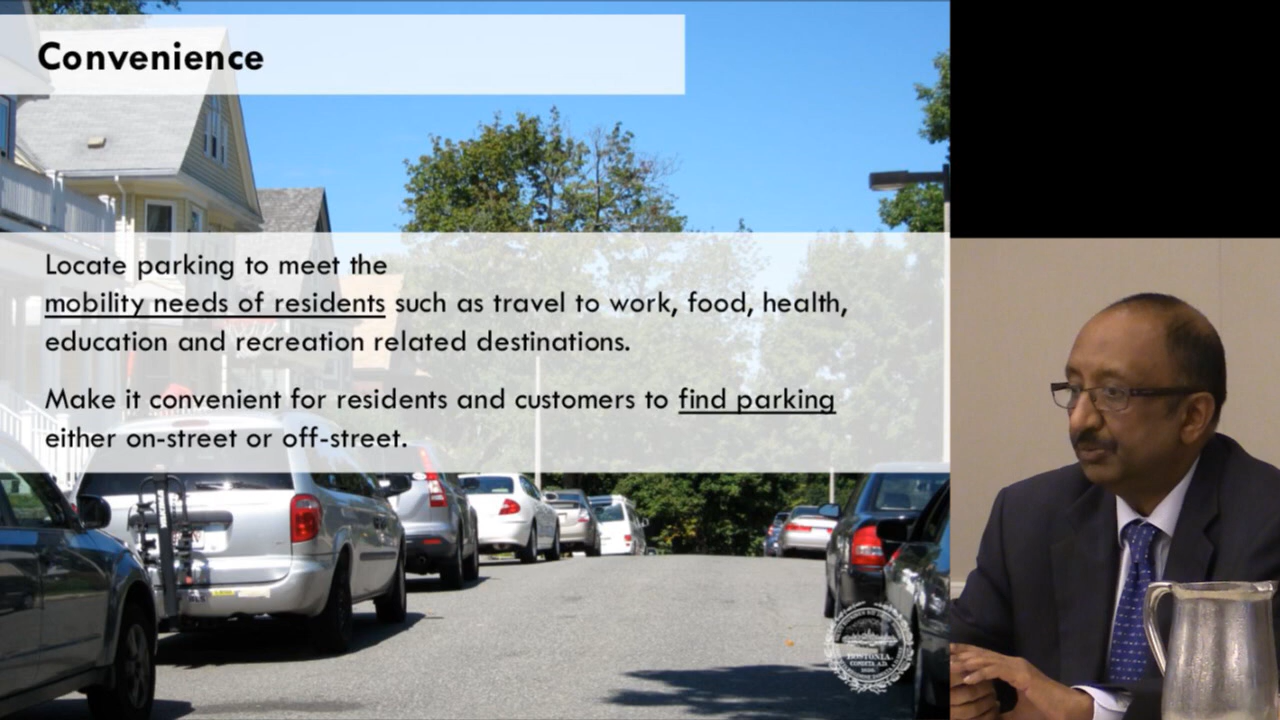 Convenience
Locate parking to meet the
mobility needs of residents such as travel to work, food, health,
education and recreation related destinations.
Make it convenient for residents and customers to find parking
either on-street or off-street.
BOSTONIA
CONDITA A.D.